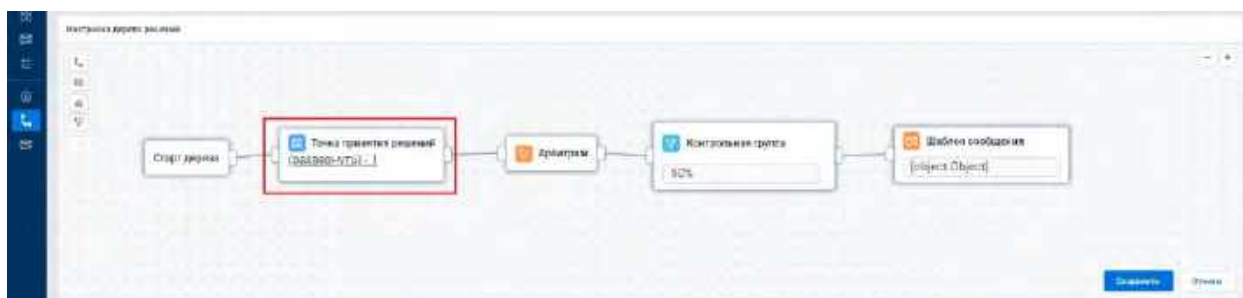 Настройка дерева решений
Старт дерева
Точка принятия решений
Арбитраж
Контрольная группа
50%
Шаблон сообщения
[object Object]
Сохранить
Отмена